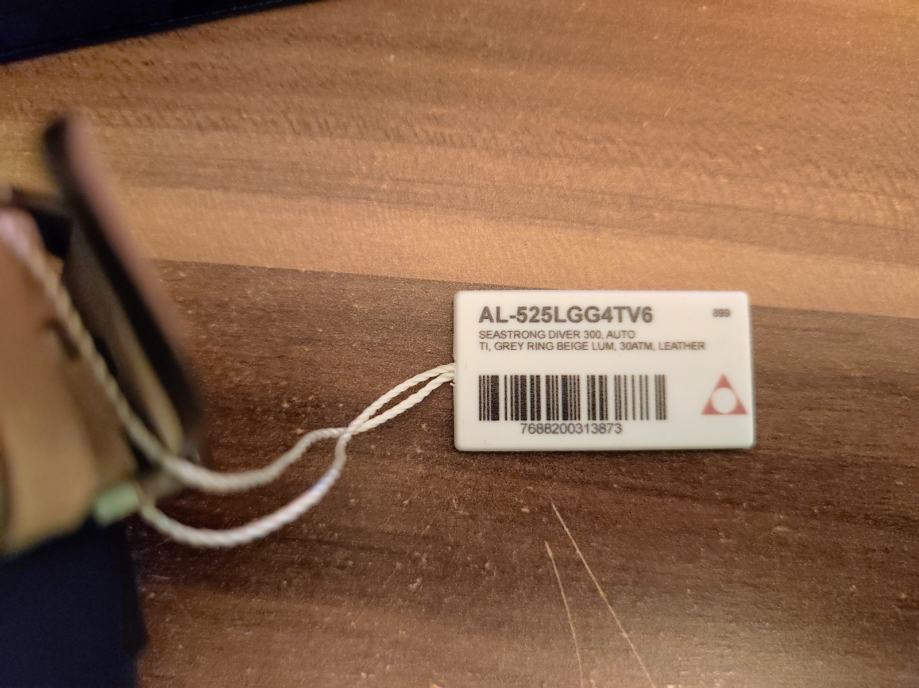 AL-525LGG4TV6 899
SEASTRONG DIVER 300, AUTO
TI, GREY RING BEIGE LUM, 30ATM, LEATHER
7688200313873